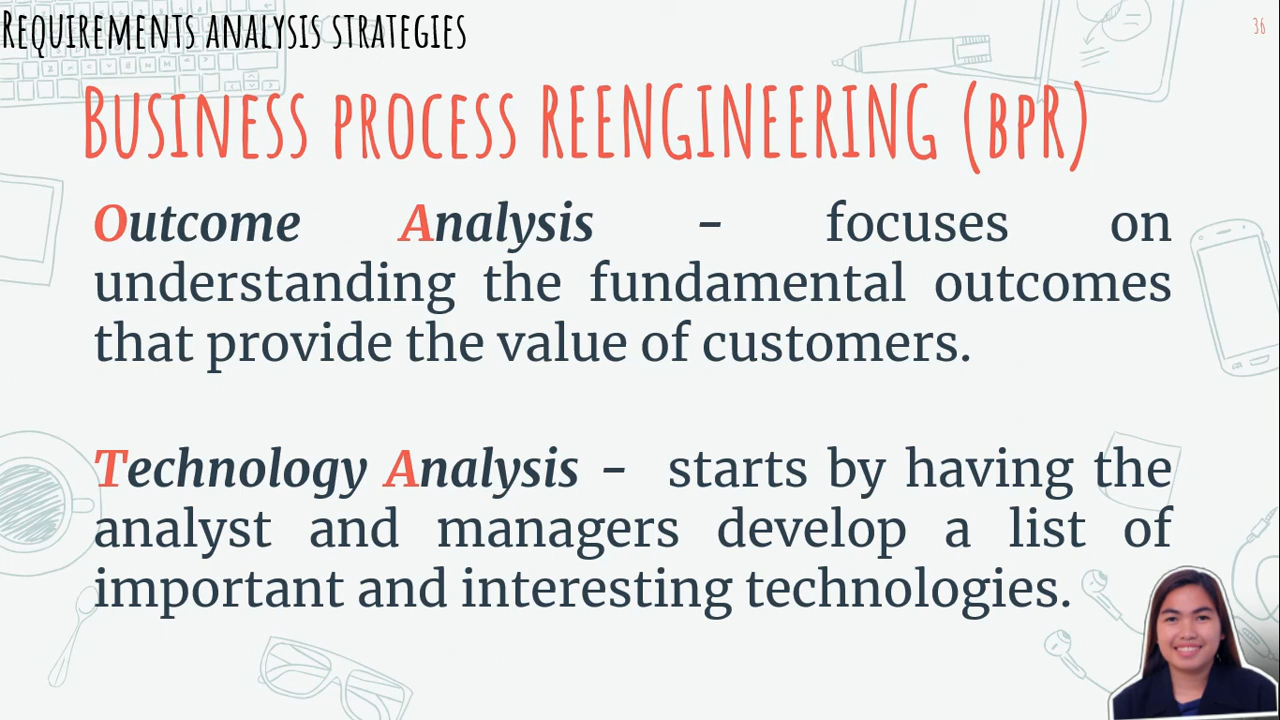 Requirements analysis strategies
36
Business process REENGINEERING (BPR)
Outcome Analysis – focuses on
understanding the fundamental outcomes
that provide the value of customers.
Technology Analysis – starts by having the
analyst and managers develop a list of
important and interesting technologies.